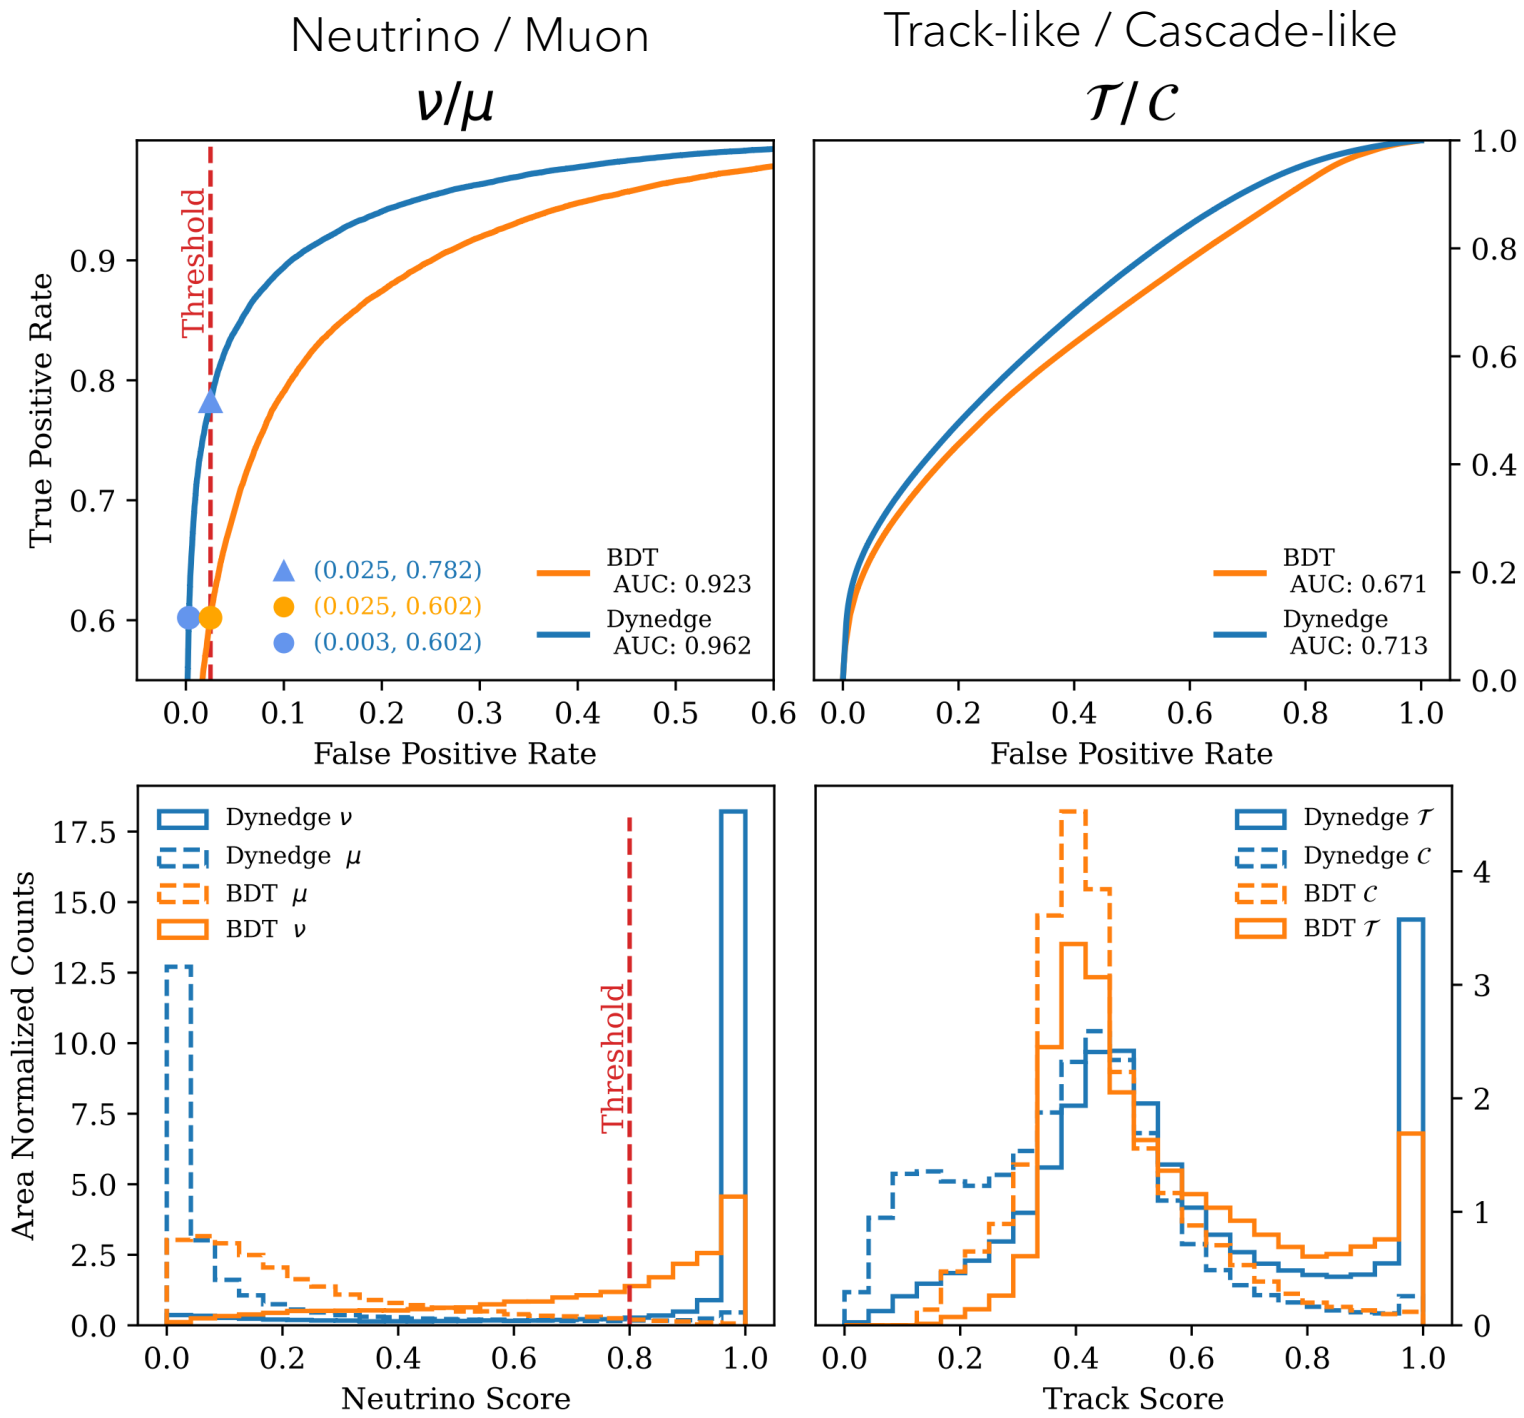 Neutrino / Muon
ν/μ
True Positive Rate
0.9
0.8
0.7
0.6
Threshold
(0.025, 0.782)
(0.025, 0.602)
(0.003, 0.602)
BDT
AUC: 0.923
Dynedge
AUC: 0.962
0.0 0.1 0.2 0.3 0.4 0.5 0.6
False Positive Rate
Track-like / Cascade-like
𝒯/𝒞
1.0
0.8
0.6
0.4
0.2
0.0
BDT
AUC: 0.671
Dynedge
AUC: 0.713
0.0 0.2 0.4 0.6 0.8 1.0
False Positive Rate
Area Normalized Counts
17.5
15.0
12.5
10.0
7.5
5.0
2.5
0.0
Dynedge ν
Dynedge μ
BDT μ
BDT ν
Threshold
0.0 0.2 0.4 0.6 0.8 1.0
Neutrino Score
Dynedge 𝒯
Dynedge 𝒞
BDT 𝒞
BDT 𝒯
4
3
2
1
0
0.0 0.2 0.4 0.6 0.8 1.0
Track Score